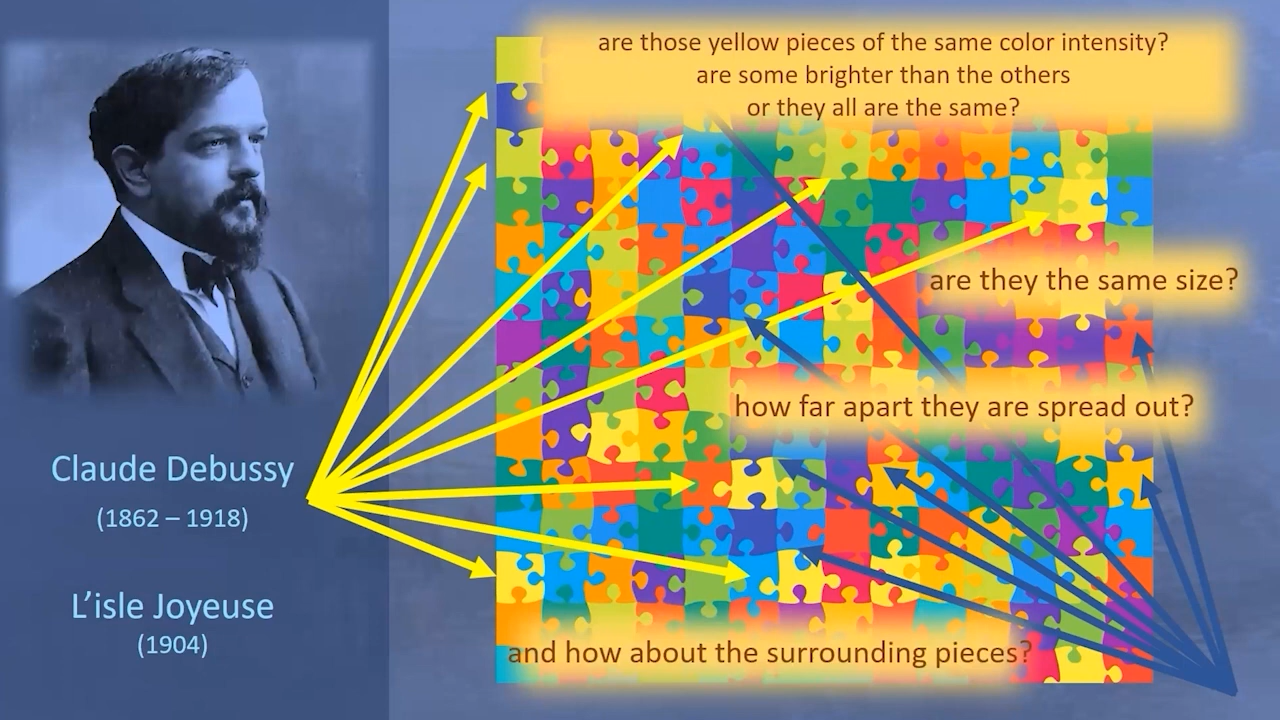 are those yellow pieces of the same color intensity?
are some brighter than the others
or they all are the same?
are they the same size?
how far apart they are spread out?
and how about the surrounding pieces?
Claude Debussy
(1862 – 1918)
L’isle Joyeuse
(1904)